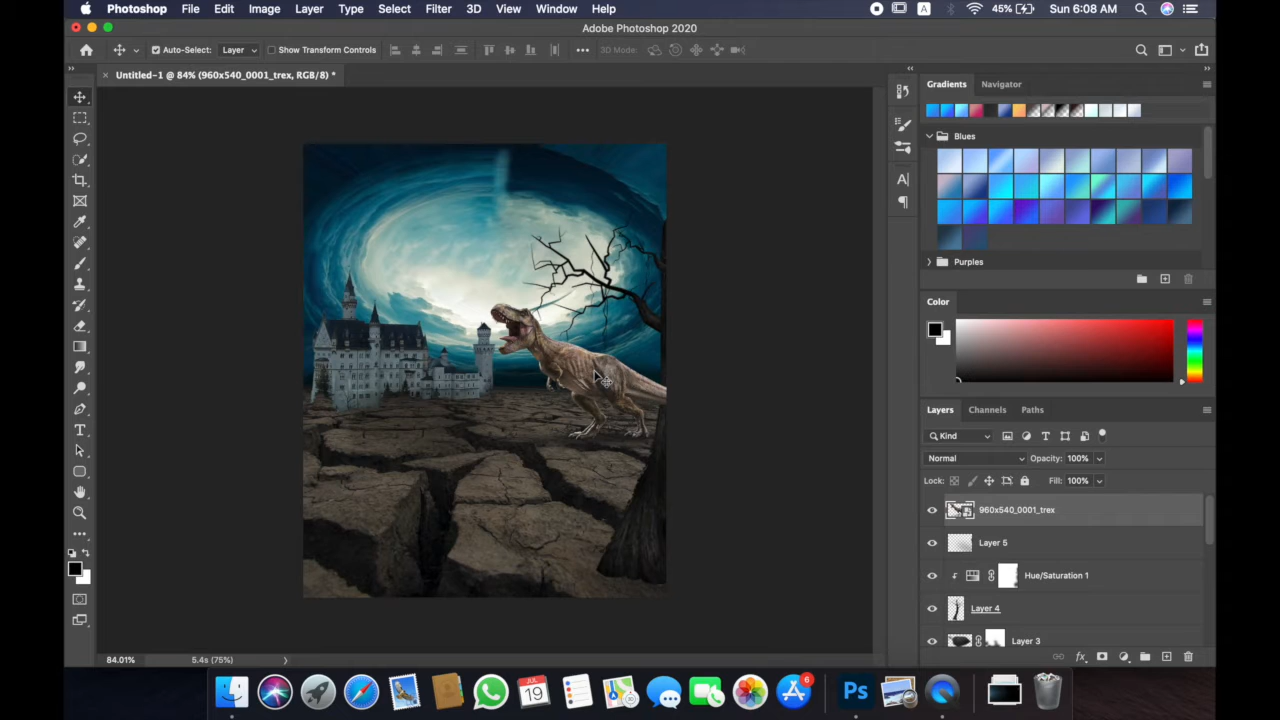 Photoshop File Edit Image Layer Type Select Filter 3D View Window Help A 45% Sun 6:08 AM
Adobe Photoshop 2020
Auto-Select: Layer Show Transform Controls ••• 3D Mode:
Untitled-1 @ 84% (960x540_0001_trex, RGB/8) *
Gradients Navigator
Blues
Purples
Color
Layers Channels Paths
Kind
Normal Opacity: 100%
Lock: Fill: 100%
960x540_0001_trex
Layer 5
Hue/Saturation 1
Layer 4
Layer 3
fx
84.01% 5.4s (75%)
JUL
19
6
Ps